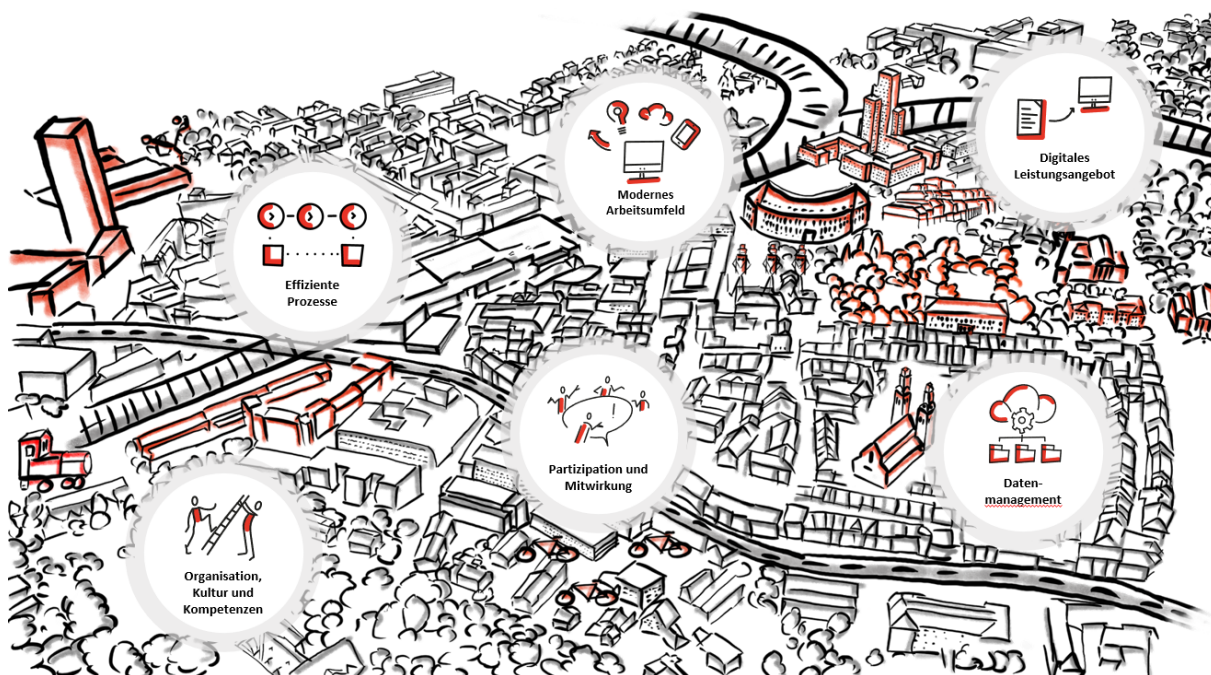 Modernes
Arbeitsumfeld
Digitales
Leistungsangebot
Effiziente
Prozesse
Partizipation und
Mitwirkung
Daten-
management
Organisation,
Kultur und
Kompetenzen